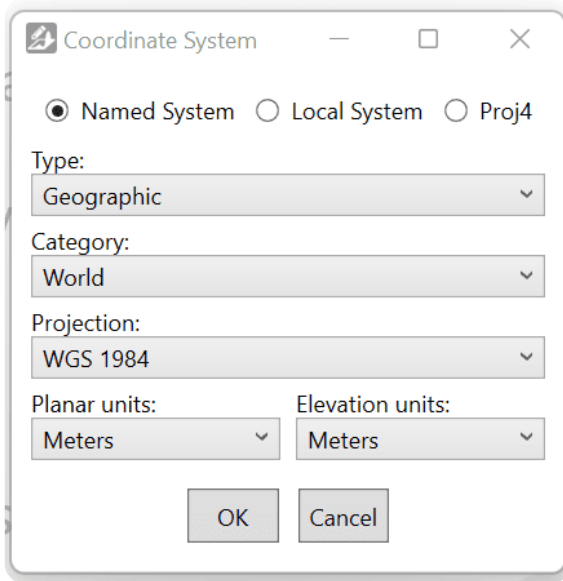 Coordinate System
Named System Local System Proj4
Type:
Geographic
Category:
World
Projection:
WGS 1984
Planar units: Elevation units:
Meters Meters
OK Cancel